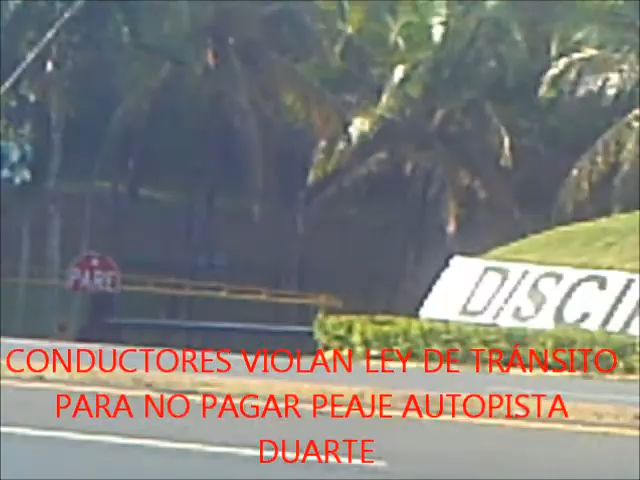 PARE
DISCI
CONDUCTORES VIOLAN LEY DE TRÁNSITO
PARA NO PAGAR PEAJE AUTOPISTA
DUARTE